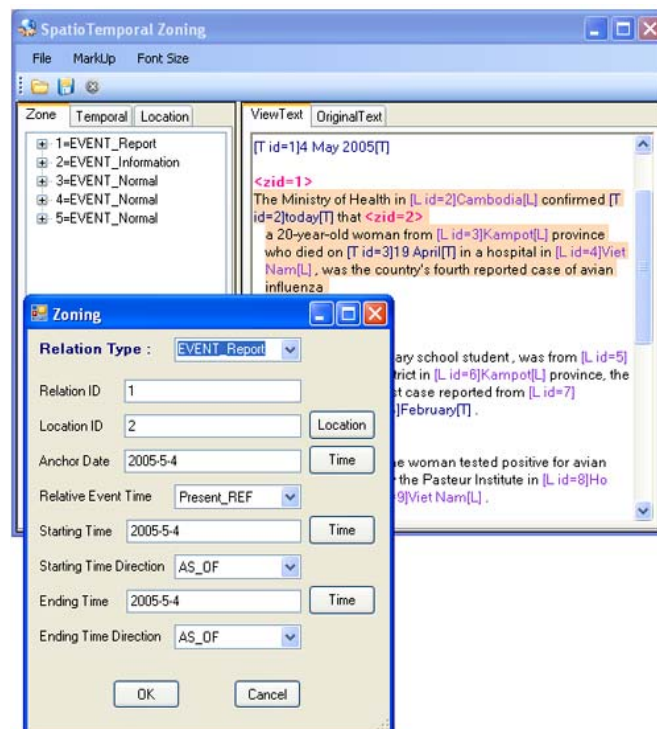 SpatioTemporal Zoning
File MarkUp Font Size
Zone Temporal Location
1=EVENT_Report
2=EVENT_Information
3=EVENT_Normal
4=EVENT_Normal
5=EVENT_Normal
ViewText OriginalText
[T id=1]4 May 2005[T]
<zid=1>
The Ministry of Health in [L id=2]Cambodia[L] confirmed [T
id=2]today[T] that <zid=2>
a 20-year-old woman from [L id=3]Kampot[L] province
who died on [T id=3]19 April[T] in a hospital in [L id=4]Viet
Nam[L] , was the country's fourth reported case of avian
influenza
ary school student , was from [L id=5]
trict in [L id=6]Kampot[L] province, the
st case reported from [L id=7]
]February[T] .
e woman tested positive for avian
the Pasteur Institute in [L id=8]Ho
=9]Viet Nam[L] .
Zoning
Relation Type : EVENT_Report
Relation ID 1
Location ID 2 Location
Anchor Date 2005-5-4 Time
Relative Event Time Present_REF
Starting Time 2005-5-4 Time
Starting Time Direction AS_OF
Ending Time 2005-5-4 Time
Ending Time Direction AS_OF
OK Cancel